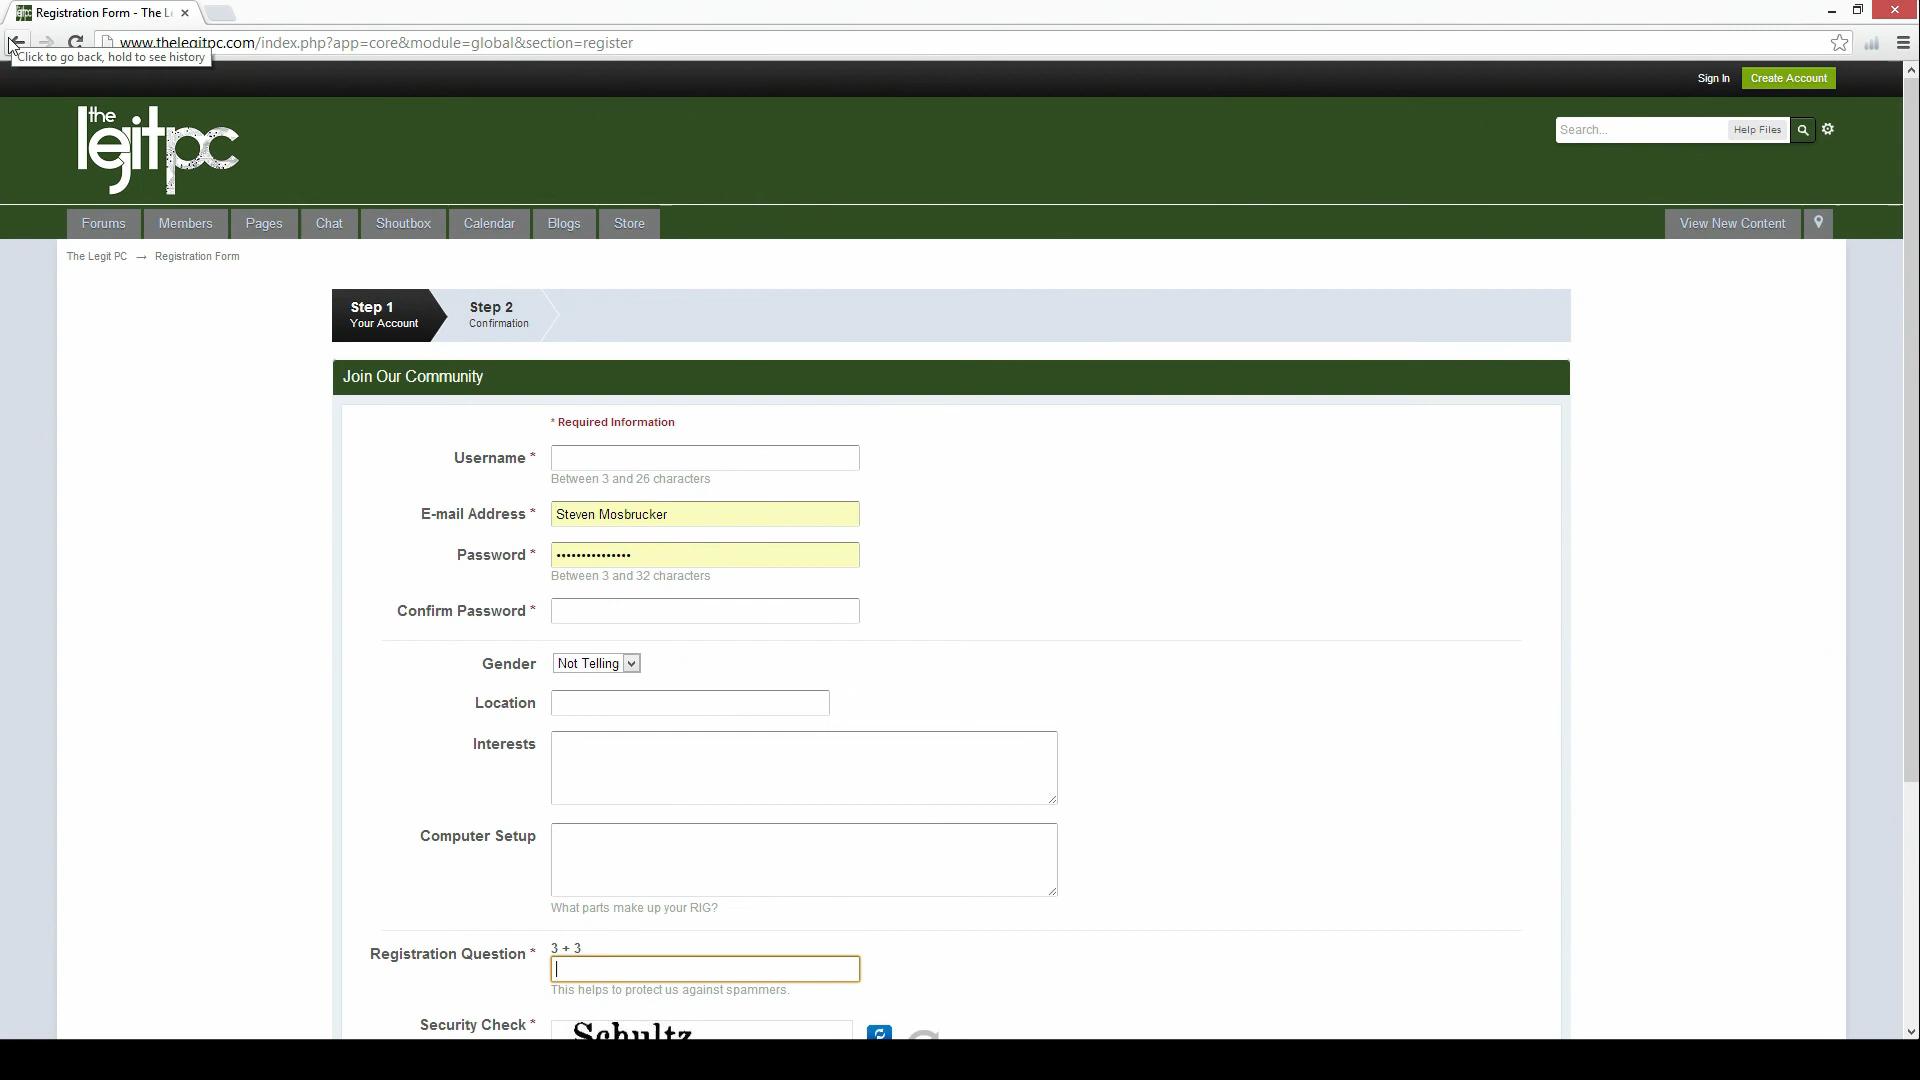 Registration Form - The L
www.thelegitpc.com/index.php?app=core&module=global&section=register
Click to go back, hold to see history
Sign In
Create Account
the legitpc
Search...
Help Files
Forums
Members
Pages
Chat
Shoutbox
Calendar
Blogs
Store
View New Content
The Legit PC → Registration Form
Step 1
Your Account
Step 2
Confirmation
Join Our Community
* Required Information
Username *
Between 3 and 26 characters
E-mail Address *
Steven Mosbrucker
Password *
•••••••••••••••
Between 3 and 32 characters
Confirm Password *
Gender
Not Telling
Location
Interests
Computer Setup
What parts make up your RIG?
Registration Question *
3 + 3
This helps to protect us against spammers.
Security Check *
Schultz